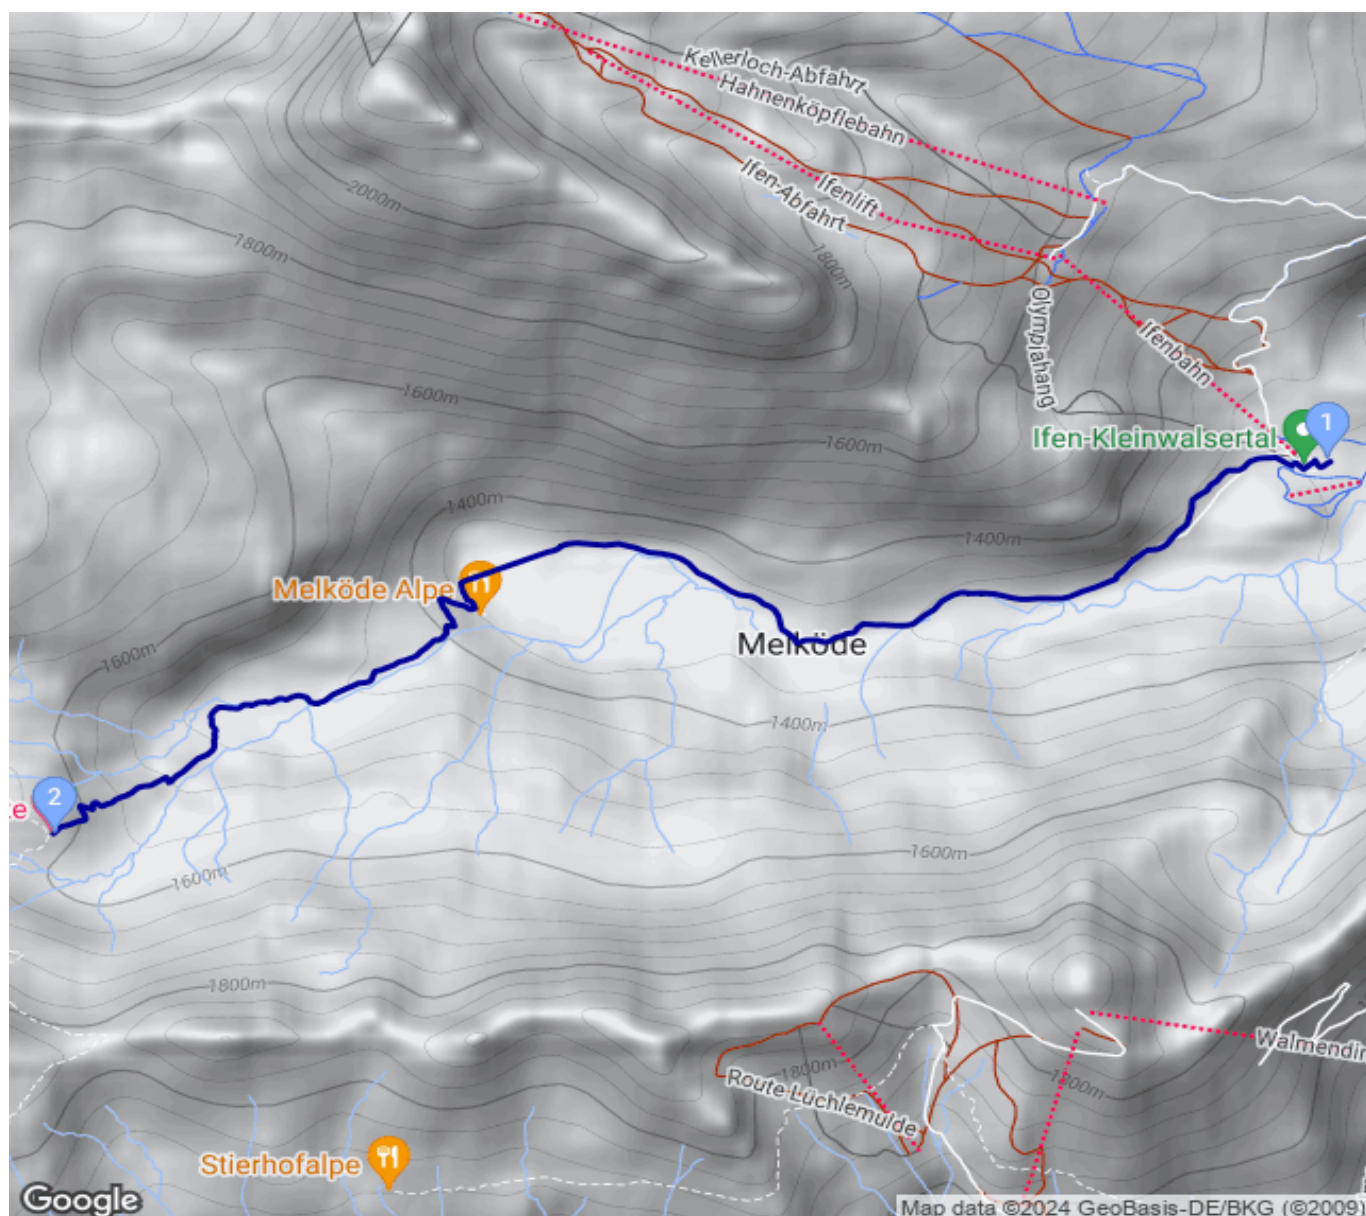 Kellerloch-Abfahrt
Hahnenköpflebahn
Ifenlift
Ifen-Abfahrt
2000m
1800m
1800m
Olympiahang
Ifenbahn
1600m
Ifen-Kleinwalsertal
1
1600m
1400m
1400m
Melköde Alpe
Melköde
1600m
1400m
2
te
1600m
1600m
1800m
Walmendin
1800m
1800m
Route Lüchlemulde
Stierhofalpe
Google
Map data ©2024 GeoBasis-DE/BKG (©2009)